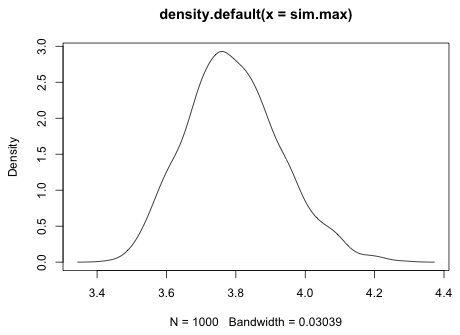 density.default(x = sim.max)
Density
3.0
2.5
2.0
1.5
1.0
0.5
0.0
3.4 3.6 3.8 4.0 4.2 4.4
N = 1000 Bandwidth = 0.03039